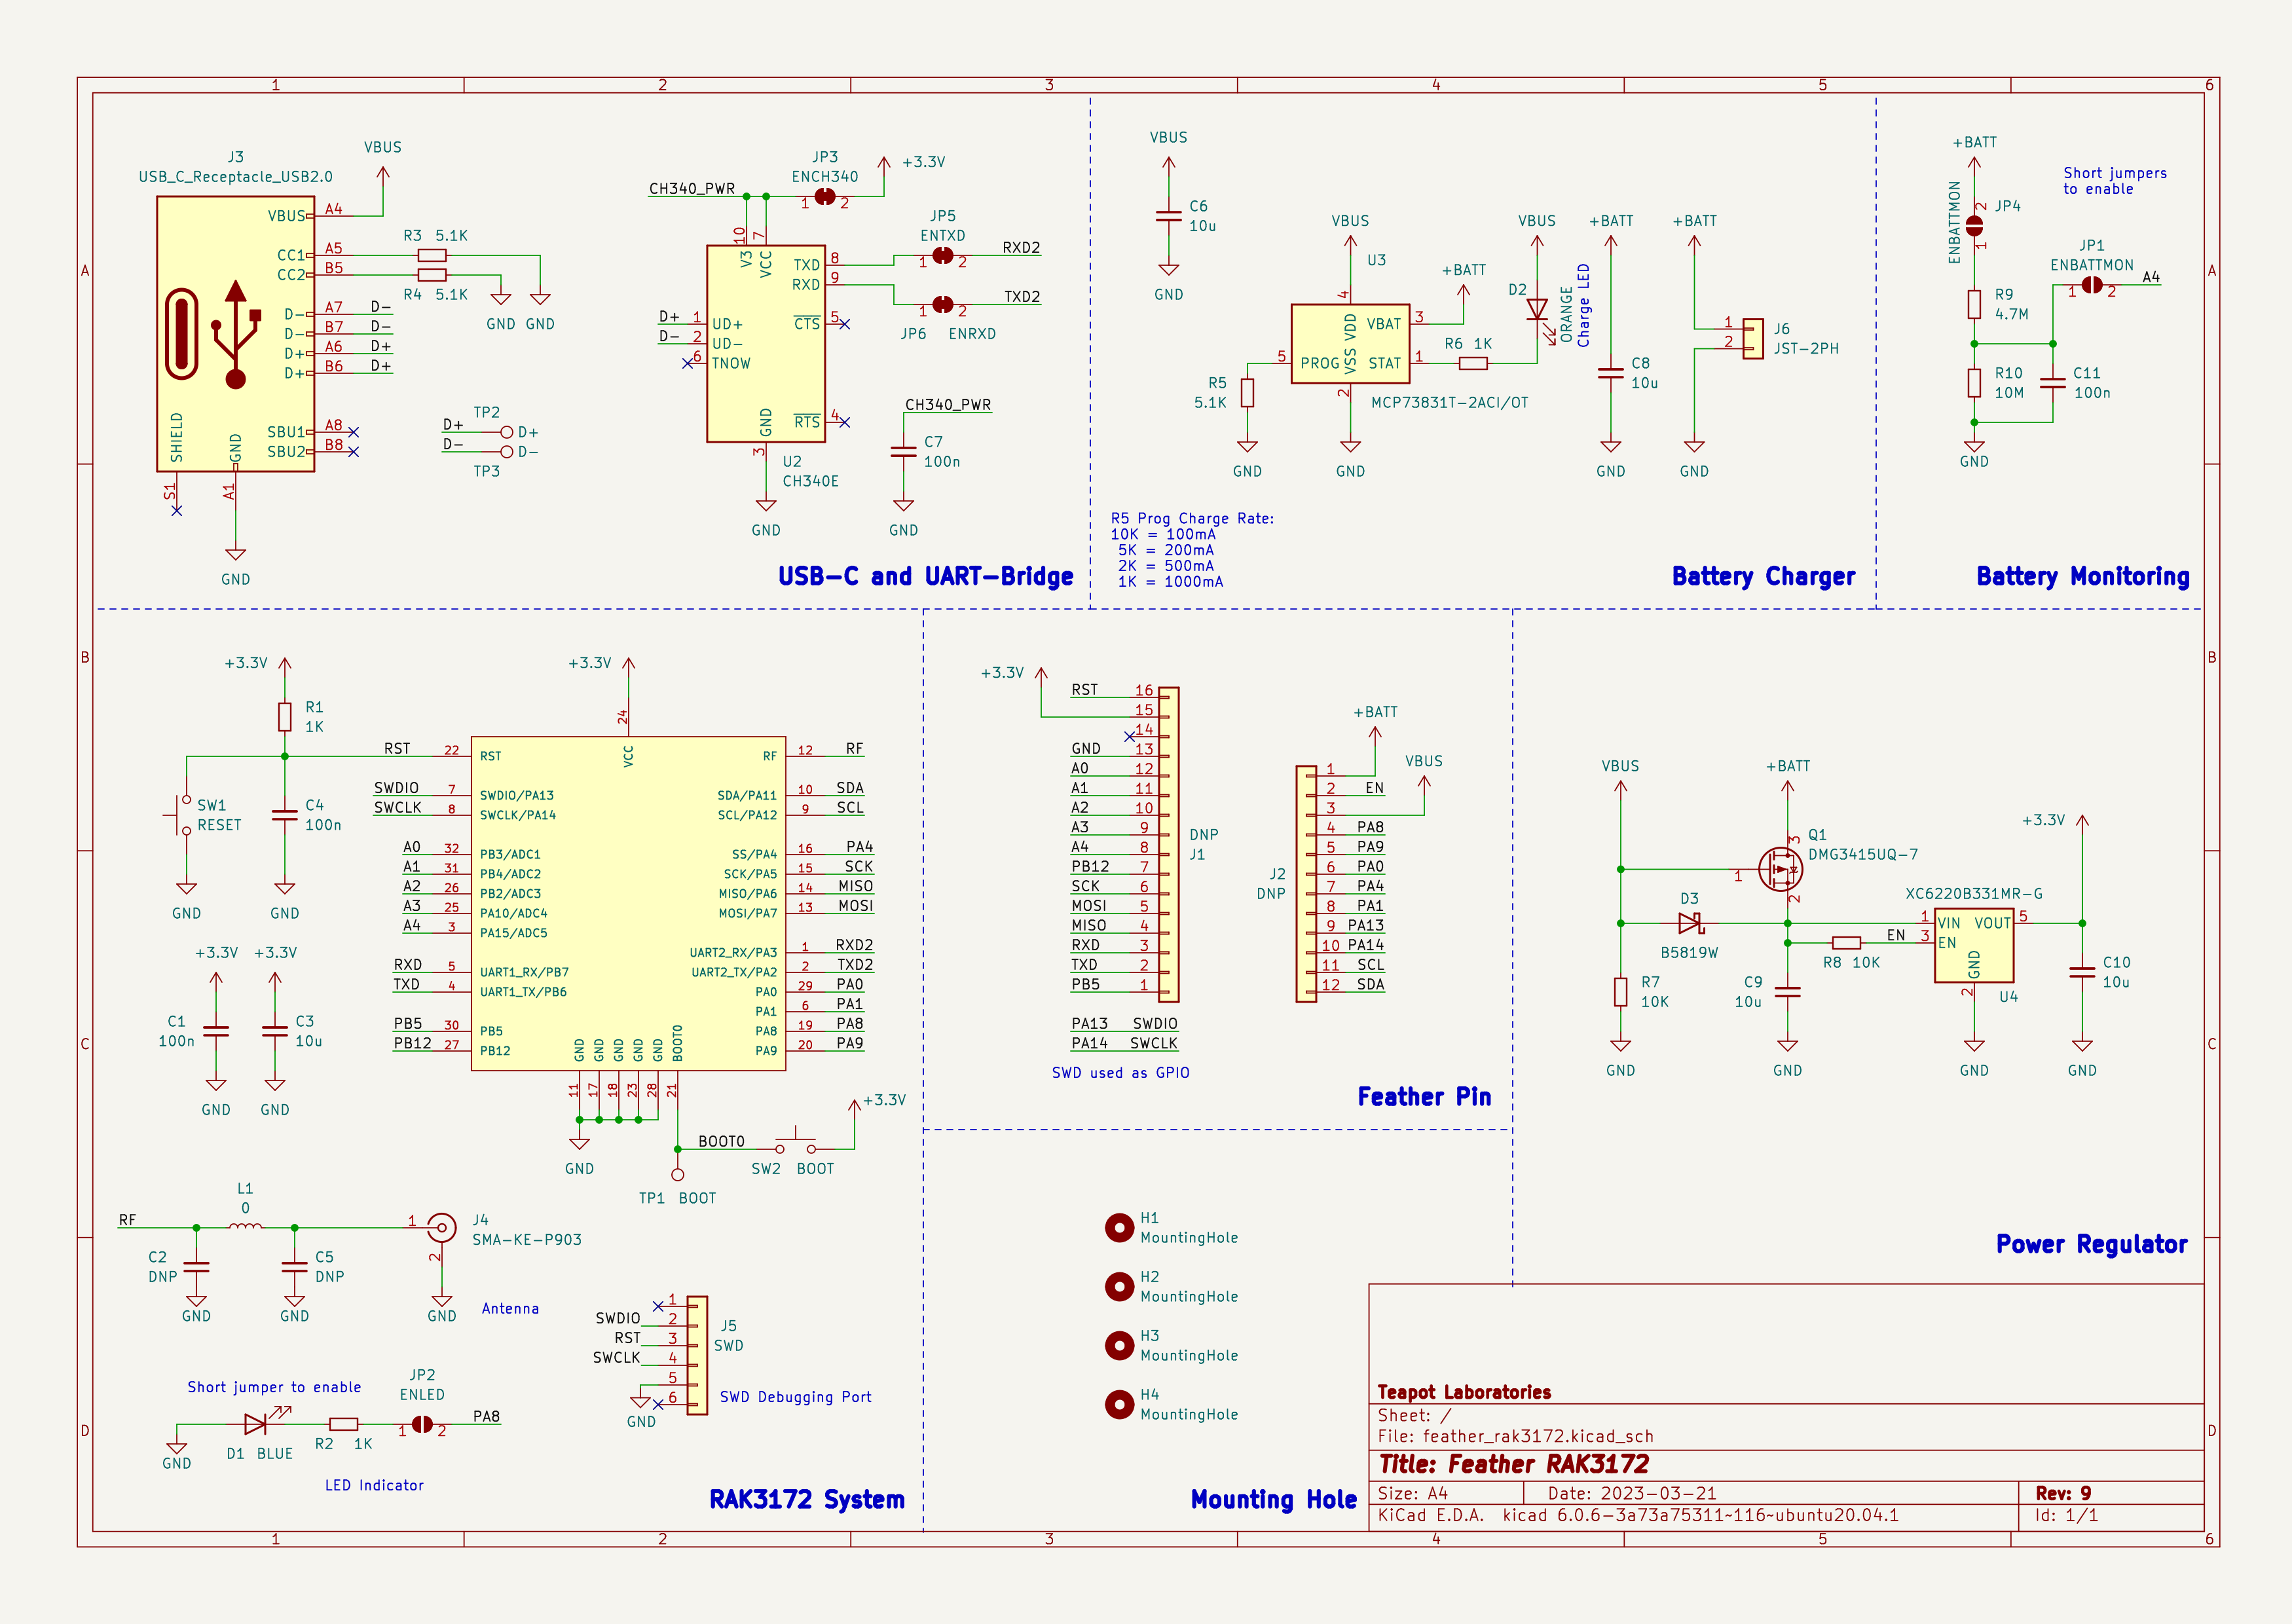 1 2 3 4 5 6
A
B
C
D
J3
USB_C_Receptacle_USB2.0
VBUS
VBUS A4
CC1 A5
CC2 B5
R3 5.1K
R4 5.1K
GND GND
D- A7 D-
D- B7 D-
D+ A6 D+
D+ B6 D+
SBU1 A8
SBU2 B8
SHIELD
GND
S1
A1
GND
TP2
D+ D+
D- D-
TP3
CH340_PWR
JP3
ENCH340
1 2
+3.3V
10
7
V3
VCC
JP5
ENTXD
1 2
RXD2
TXD 8
RXD 9
TXD2
1 2
JP6 ENRXD
D+ 1 UD+
D- 2 UD-
6 TNOW
CTS 5
RTS 4
GND
3
U2
CH340E
GND
CH340_PWR
C7
100n
GND
USB-C and UART-Bridge
VBUS
C6
10u
GND
VBUS
U3
4
+BATT
VDD
VSS
VBAT 3
STAT 1
5 PROG
2
R5
5.1K
GND
GND
MCP73831T-2ACI/OT
R6 1K
VBUS
D2
ORANGE
Charge LED
+BATT
C8
10u
GND
+BATT
1
2
J6
JST-2PH
GND
R5 Prog Charge Rate:
10K = 100mA
5K = 200mA
2K = 500mA
1K = 1000mA
Battery Charger
+BATT
Short jumpers
to enable
ENBATTMON
2
JP4
1
JP1
ENBATTMON
1 2
A4
R9
4.7M
R10
10M
C11
100n
GND
Battery Monitoring
+3.3V
R1
1K
RST
SW1
RESET
C4
100n
GND GND
+3.3V +3.3V
C1
100n
C3
10u
GND GND
+3.3V
24
VCC
22 RST
SWDIO 7 SWDIO/PA13
SWCLK 8 SWCLK/PA14
A0 32 PB3/ADC1
A1 31 PB4/ADC2
A2 26 PB2/ADC3
A3 25 PA10/ADC4
A4 3 PA15/ADC5
RXD 5 UART1_RX/PB7
TXD 4 UART1_TX/PB6
PB5 30 PB5
PB12 27 PB12
RF 12 RF
SDA/PA11 10 SDA
SCL/PA12 9 SCL
SS/PA4 16 PA4
SCK/PA5 15 SCK
MISO/PA6 14 MISO
MOSI/PA7 13 MOSI
UART2_RX/PA3 1 RXD2
UART2_TX/PA2 2 TXD2
PA0 29 PA0
PA1 6 PA1
PA8 19 PA8
PA9 20 PA9
GND GND GND GND GND BOOT0
11 17 18 23 28 21
GND
BOOT0
+3.3V
SW2 BOOT
TP1 BOOT
RF
L1
0
C2
DNP
C5
DNP
GND GND
1
2
J4
SMA-KE-P903
GND
Antenna
SWDIO
RST
SWCLK
GND
1
2
3
4
5
6
J5
SWD
SWD Debugging Port
Short jumper to enable
JP2
ENLED
1 2
PA8
GND
D1 BLUE
R2 1K
LED Indicator
RAK3172 System
+3.3V
RST 16
15
14
GND 13
A0 12
A1 11
A2 10
A3 9
A4 8
PB12 7
SCK 6
MOSI 5
MISO 4
RXD 3
TXD 2
PB5 1
DNP
J1
PA13 SWDIO
PA14 SWCLK
SWD used as GPIO
+BATT
VBUS
J2
DNP
1
2 EN
3
4 PA8
5 PA9
6 PA0
7 PA4
8 PA1
9 PA13
10 PA14
11 SCL
12 SDA
Feather Pin
H1
MountingHole
H2
MountingHole
H3
MountingHole
H4
MountingHole
Mounting Hole
VBUS
+BATT
3
Q1
DMG3415UQ-7
1
2
D3
B5819W
R7
10K
GND
C9
10u
GND
R8 10K
EN
XC6220B331MR-G
1 VIN
3 EN
VOUT 5
GND
2
U4
GND
+3.3V
C10
10u
GND
Power Regulator
Teapot Laboratories
Sheet: /
File: feather_rak3172.kicad_sch
Title: Feather RAK3172
Size: A4 Date: 2023-03-21 Rev: 9
KiCad E.D.A. kicad 6.0.6-3a73a75311~116~ubuntu20.04.1 Id: 1/1
A
B
C
D
1 2 3 4 5 6